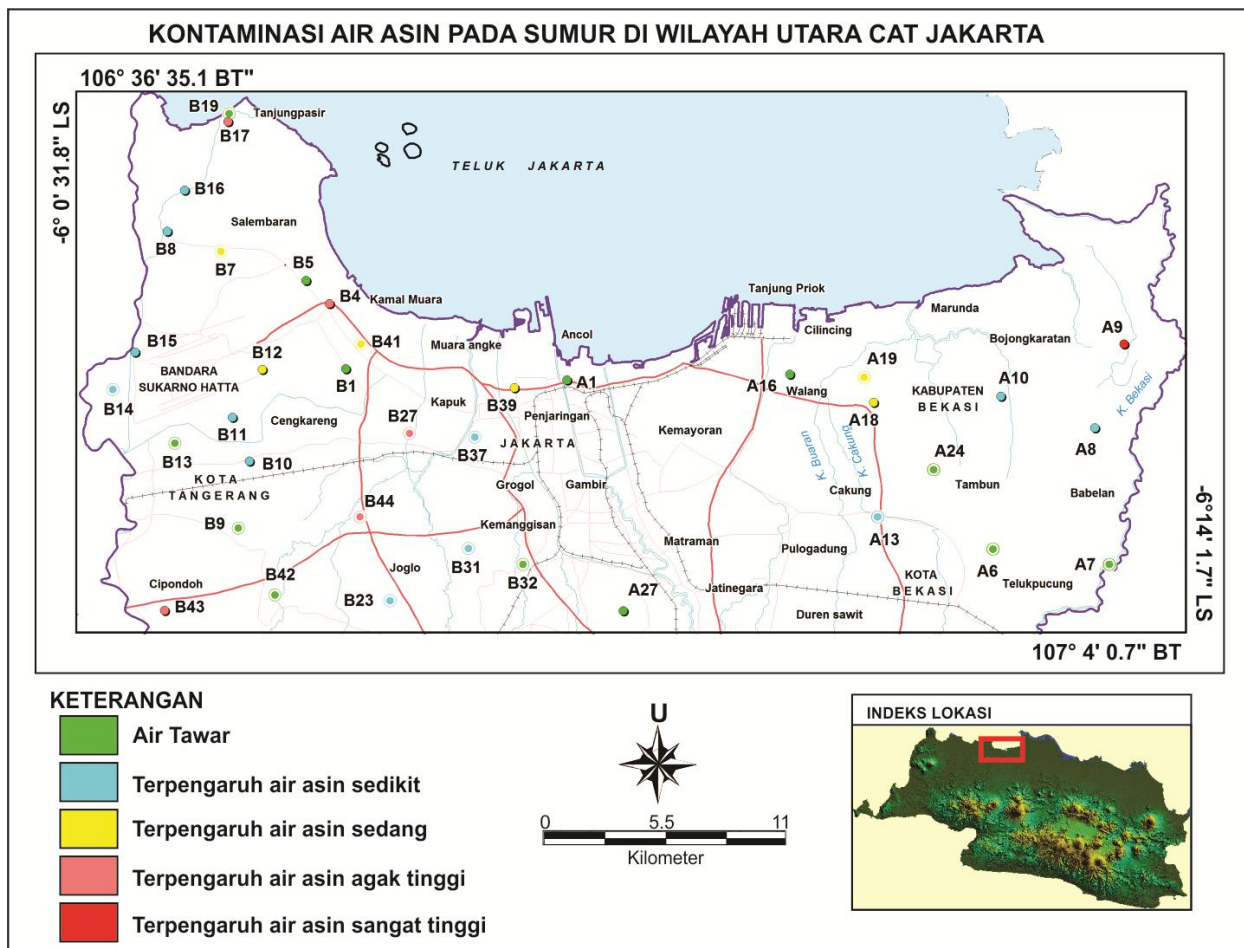 KONTAMINASI AIR ASIN PADA SUMUR DI WILAYAH UTARA CAT JAKARTA
106° 36' 35.1 BT"
-6° 0' 31.8" LS
B19
Tanjungpasir
B17
TELUK JAKARTA
B16
Salembaran
B8
B7
B5
B4
Kamal Muara
Tanjung Priok
Marunda
Cilincing
Ancol
Muara angke
B41
B15
B12
BANDARA
SUKARNO HATTA
B1
B14
Bojongkaratan
A9
A19
A10
A16
Walang
A1
B39
KABUPATEN
BEKASI
K. Bekasi
A18
Kapuk
Penjaringan
B11
Cengkareng
B27
B37
JAKARTA
Kemayoran
K. Buaran
K. Cakung
A24
A8
B13
B10
KOTA
TANGERANG
Grogol
Gambir
Cakung
Tambun
Babelan
B44
B9
Kemanggisan
Matraman
Pulogadung
A13
-6°14' 1.7" LS
B31
B32
A6
Telukpucung
A7
B42
Joglo
Cipondoh
B43
B23
A27
Jatinegara
KOTA
BEKASI
Duren sawit
107° 4' 0.7" BT
KETERANGAN
Air Tawar
Terpengaruh air asin sedikit
Terpengaruh air asin sedang
Terpengaruh air asin agak tinggi
Terpengaruh air asin sangat tinggi
U
0 5.5 11
Kilometer
INDEKS LOKASI